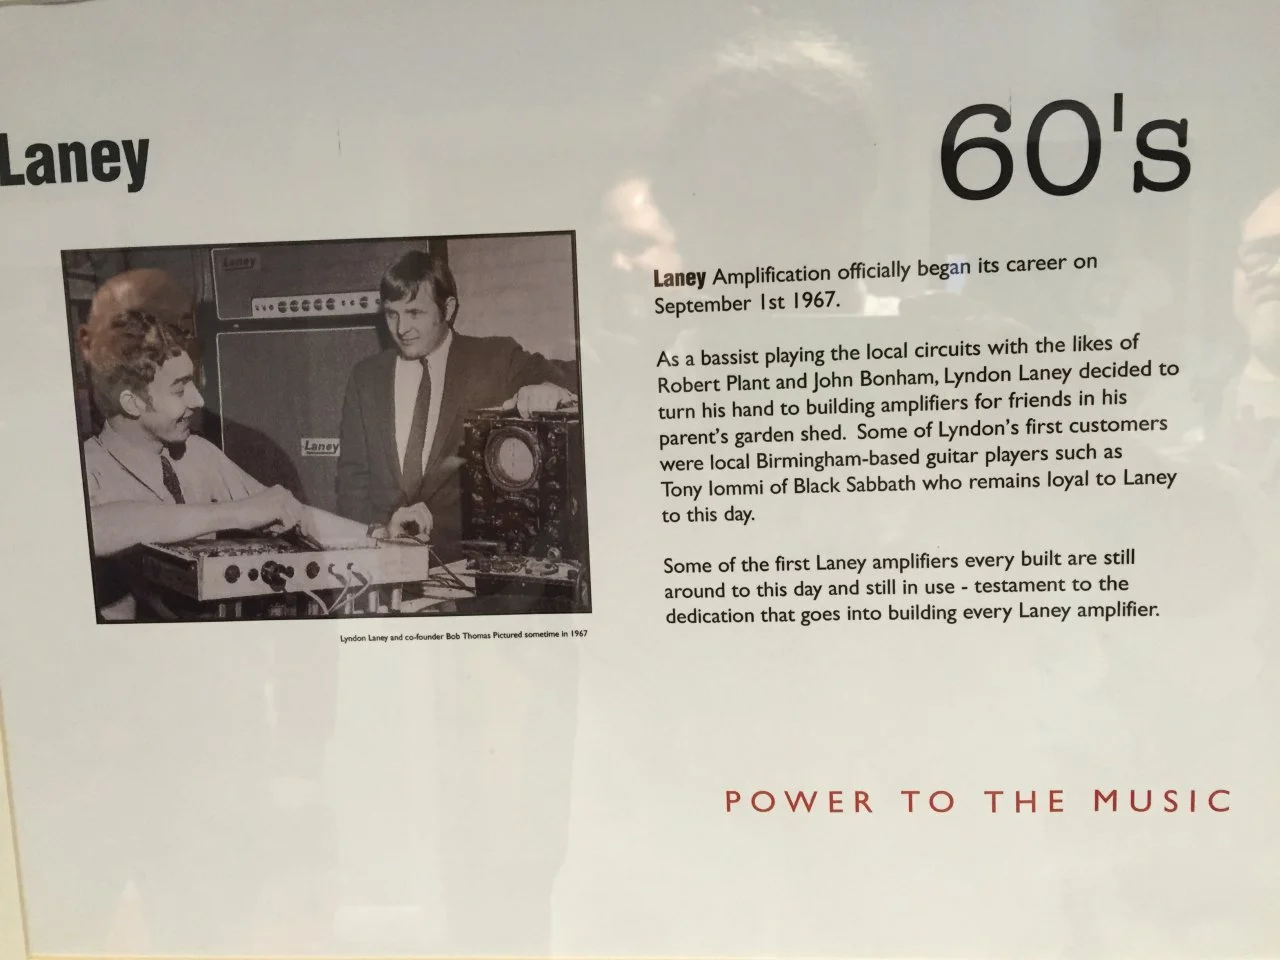 Laney
60's
Laney
Laney
Lyndon Laney and co-founder Bob Thomas Pictured sometime in 1967
Laney Amplification officially began its career on
September 1st 1967.
As a bassist playing the local circuits with the likes of
Robert Plant and John Bonham, Lyndon Laney decided to
turn his hand to building amplifiers for friends in his
parent's garden shed. Some of Lyndon's first customers
were local Birmingham-based guitar players such as
Tony Iommi of Black Sabbath who remains loyal to Laney
to this day.
Some of the first Laney amplifiers every built are still
around to this day and still in use - testament to the
dedication that goes into building every Laney amplifier.
POWER TO THE MUSIC